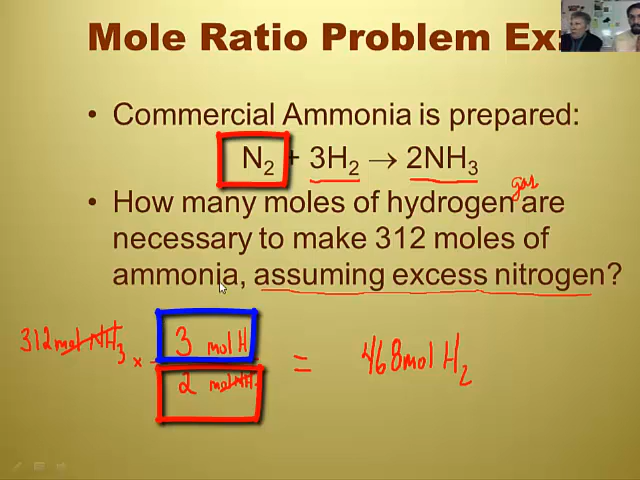 Mole Ratio Problem Ex:
• Commercial Ammonia is prepared:
N₂ + 3H₂ → 2NH₃
gas
• How many moles of hydrogen are
necessary to make 312 moles of
ammonia, assuming excess nitrogen?
312 mol NH₃ × 3 mol H / 2 mol NH₃ = 468 mol H₂